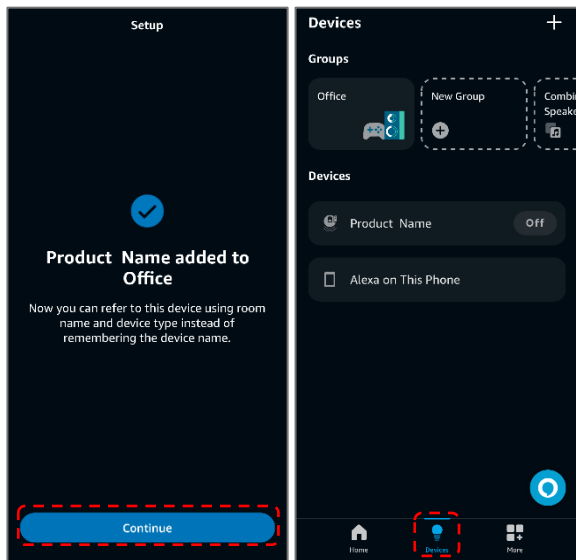 Setup
Product Name added to
Office
Now you can refer to this device using room
name and device type instead of
remembering the device name.
Continue
Devices
Groups
Office
New Group
Combi
Speake
Devices
Product Name
Off
Alexa on This Phone
Home
Devices
More